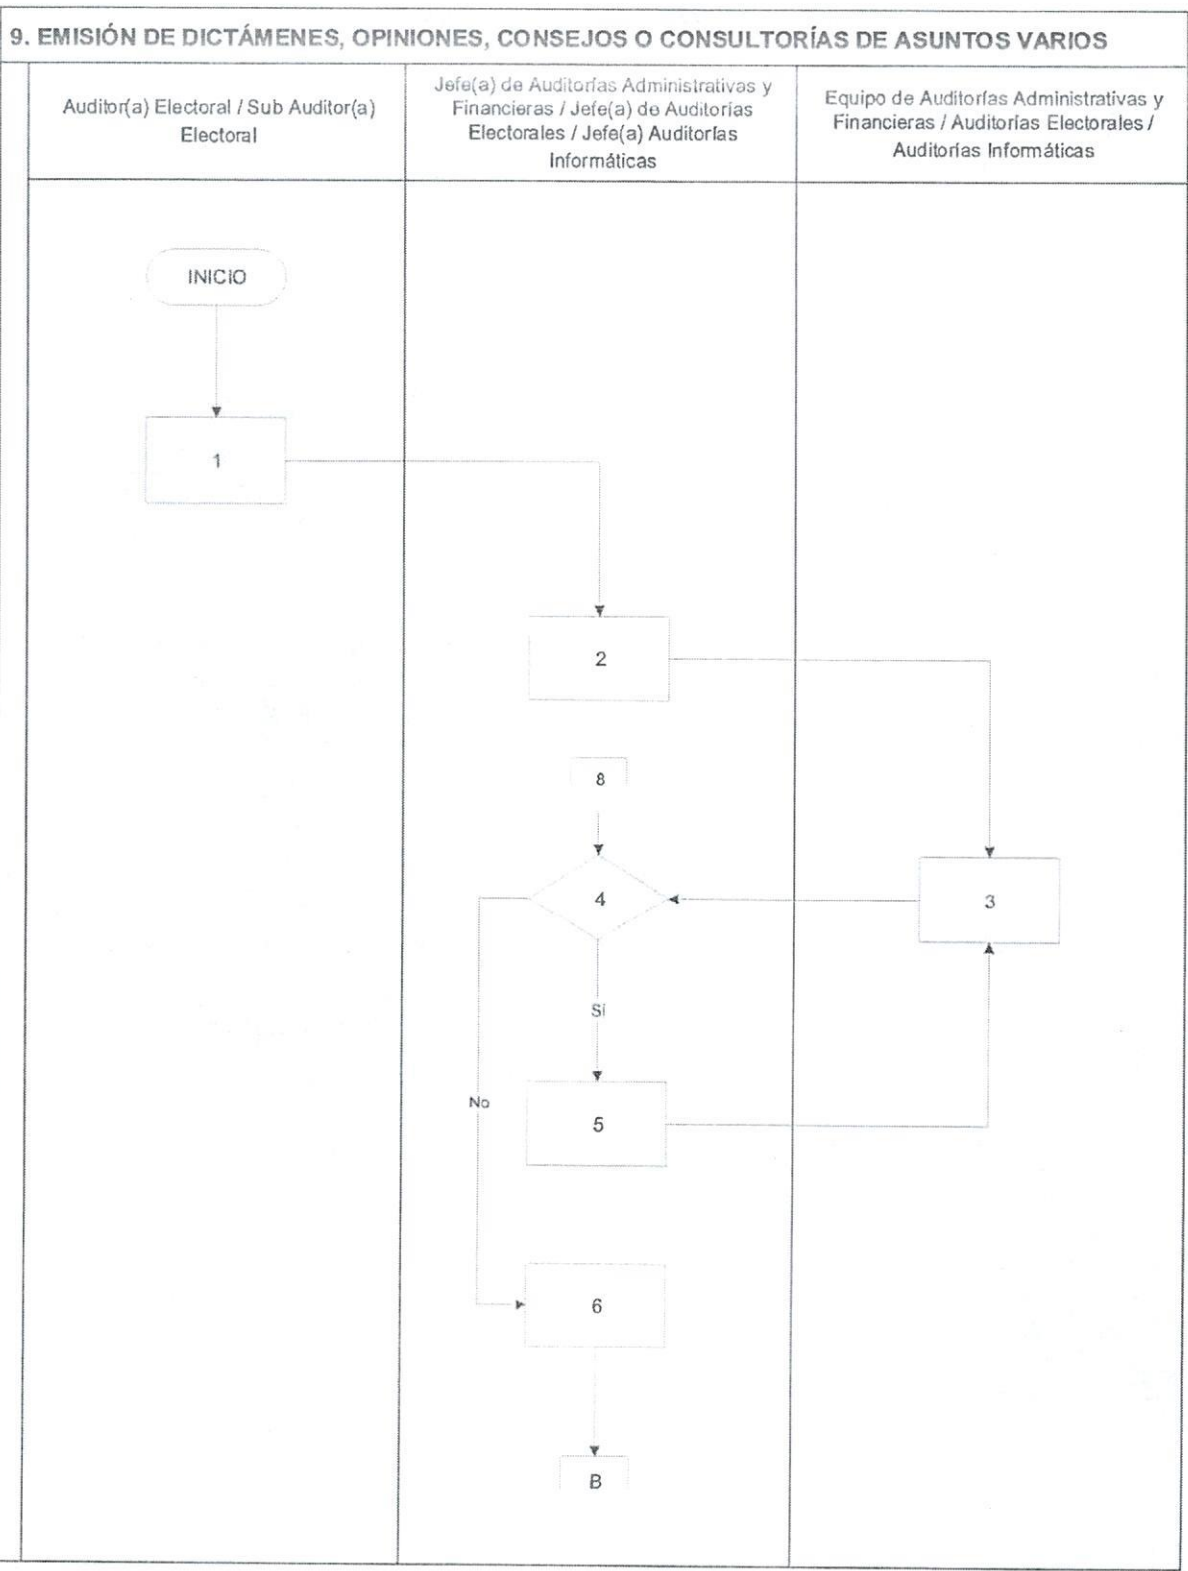 9. EMISIÓN DE DICTÁMENES, OPINIONES, CONSEJOS O CONSULTORÍAS DE ASUNTOS VARIOS
Auditor(a) Electoral / Sub Auditor(a)
Electoral
Jefe(a) de Auditorías Administrativas y
Financieras / Jefe(a) de Auditorías
Electorales / Jefe(a) Auditorías
Informáticas
Equipo de Auditorías Administrativas y
Financieras / Auditorías Electorales /
Auditorías Informáticas
INICIO
1
2
8
4
3
Sí
No
5
6
B